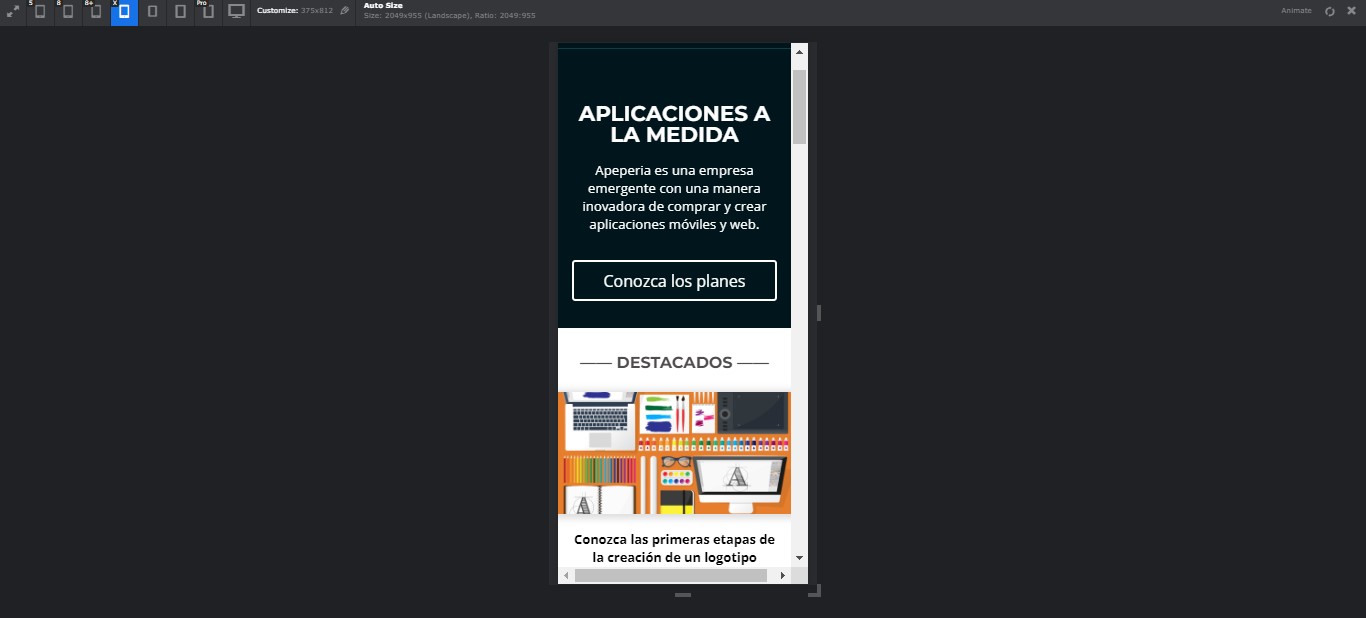 S
8
8+
X
Pro
Customize: 375x812
Auto Size
Size: 2049x955 (Landscape), Ratio: 2049:955
Animate
APLICACIONES A
LA MEDIDA
Apeperia es una empresa
emergente con una manera
inovadora de comprar y crear
aplicaciones móviles y web.
Conozca los planes
—— DESTACADOS ——
A
A
Conozca las primeras etapas de
la creación de un logotipo